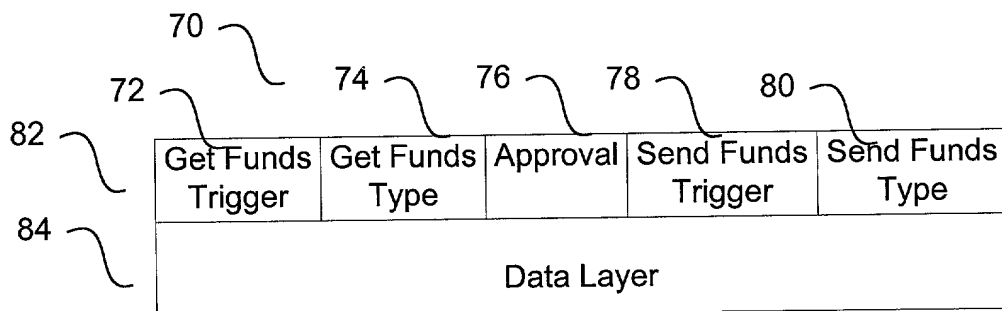 70
72
74
76
78
80
82
Get Funds Trigger
Get Funds Type
Approval
Send Funds Trigger
Send Funds Type
84
Data Layer